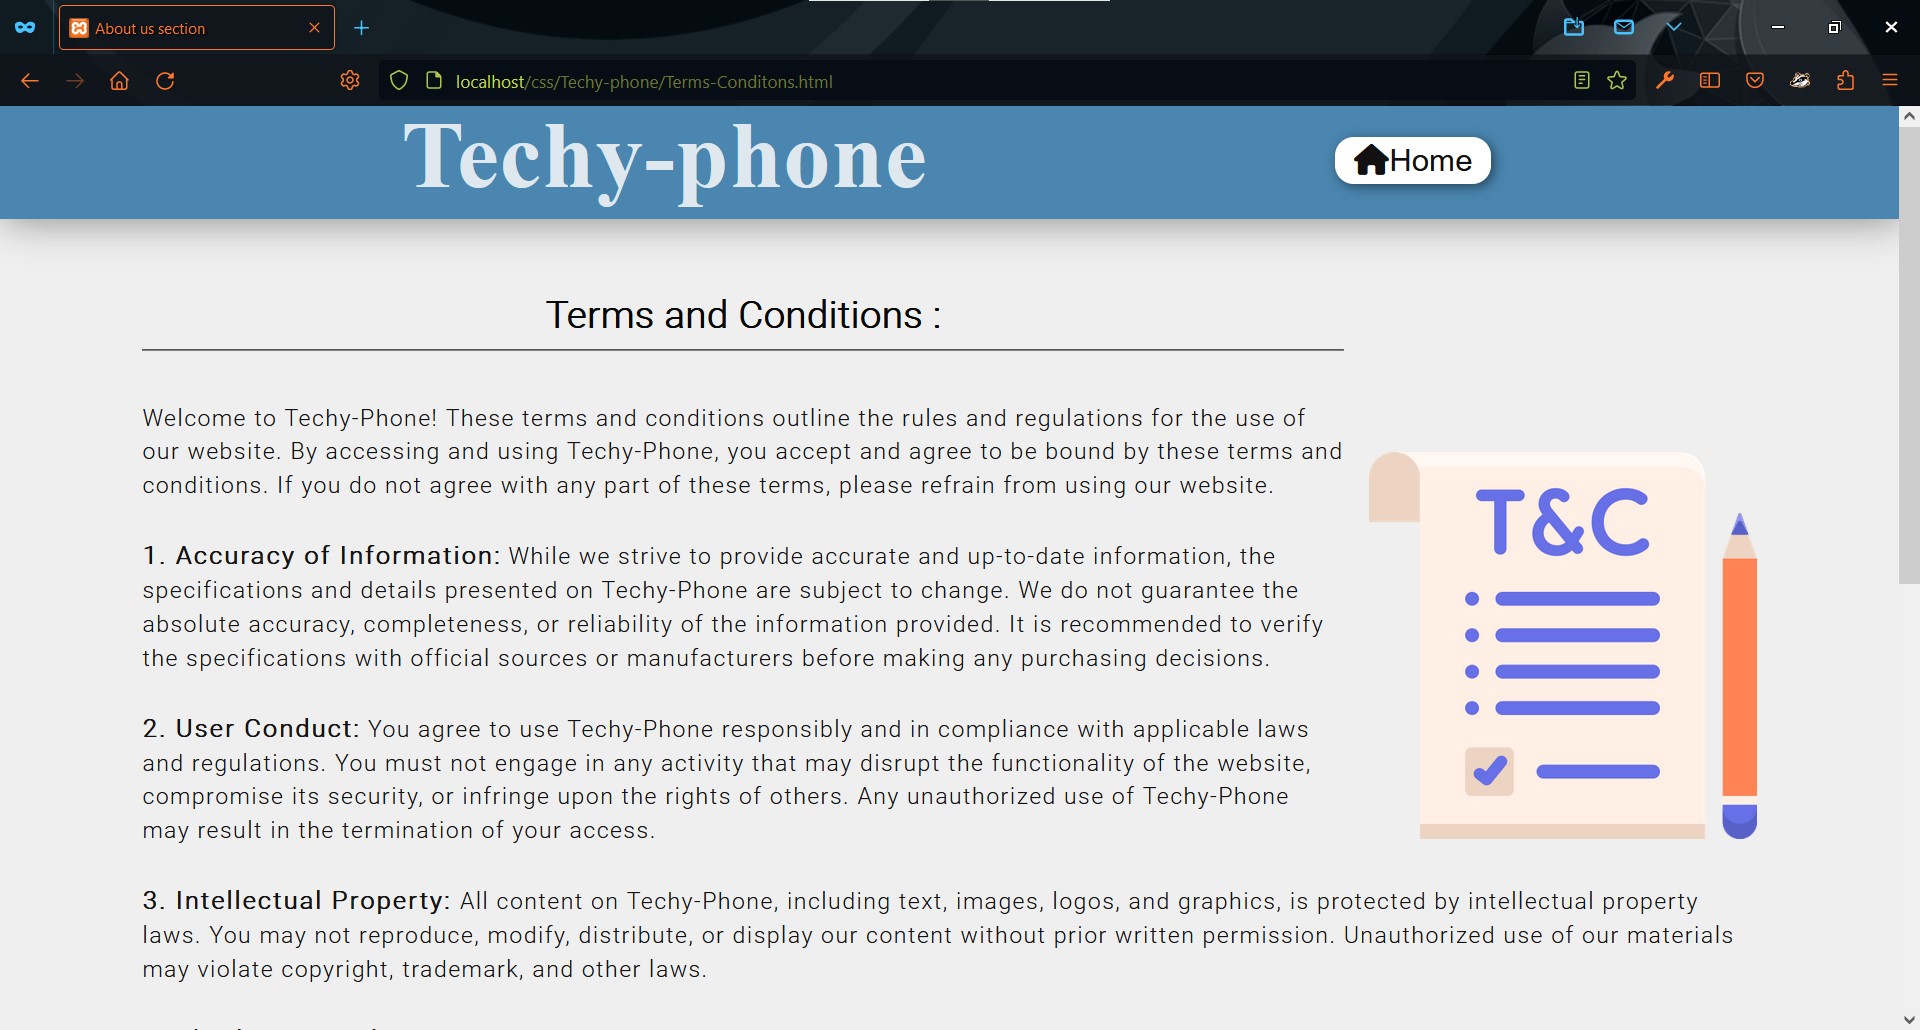 About us section
localhost/css/Techy-phone/Terms-Conditons.html
Techy-phone
Home
Terms and Conditions :
Welcome to Techy-Phone! These terms and conditions outline the rules and regulations for the use of
our website. By accessing and using Techy-Phone, you accept and agree to be bound by these terms and
conditions. If you do not agree with any part of these terms, please refrain from using our website.
T&C
1. Accuracy of Information: While we strive to provide accurate and up-to-date information, the
specifications and details presented on Techy-Phone are subject to change. We do not guarantee the
absolute accuracy, completeness, or reliability of the information provided. It is recommended to verify
the specifications with official sources or manufacturers before making any purchasing decisions.
2. User Conduct: You agree to use Techy-Phone responsibly and in compliance with applicable laws
and regulations. You must not engage in any activity that may disrupt the functionality of the website,
compromise its security, or infringe upon the rights of others. Any unauthorized use of Techy-Phone
may result in the termination of your access.
3. Intellectual Property: All content on Techy-Phone, including text, images, logos, and graphics, is protected by intellectual property
laws. You may not reproduce, modify, distribute, or display our content without prior written permission. Unauthorized use of our materials
may violate copyright, trademark, and other laws.